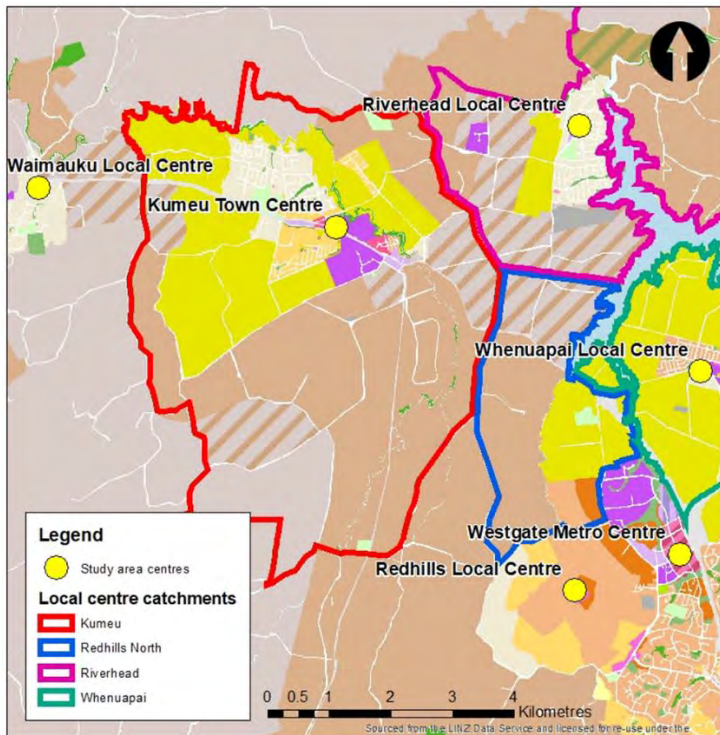 Riverhead Local Centre
Waimauku Local Centre
Kumeu Town Centre
Whenuapai Local Centre
Westgate Metro Centre
Redhills Local Centre
Legend
Study area centres
Local centre catchments
Kumeu
Redhills North
Riverhead
Whenuapai
0 0.5 1 2 3 4
Kilometres
Sourced from the LINZ Data Service and licensed for re-use under the